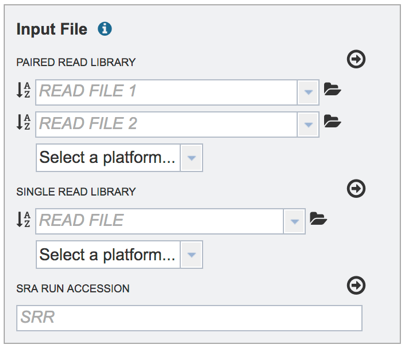 Input File
PAIRED READ LIBRARY
READ FILE 1
READ FILE 2
Select a platform...
SINGLE READ LIBRARY
READ FILE
Select a platform...
SRA RUN ACCESSION
SRR